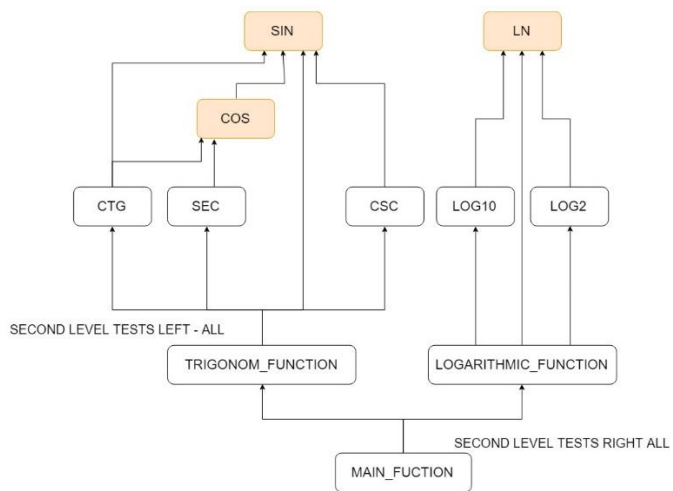 SIN
LN
COS
CTG
SEC
CSC
LOG10
LOG2
SECOND LEVEL TESTS LEFT - ALL
TRIGONOM_FUNCTION
LOGARITHMIC_FUNCTION
SECOND LEVEL TESTS RIGHT ALL
MAIN_FUCTION